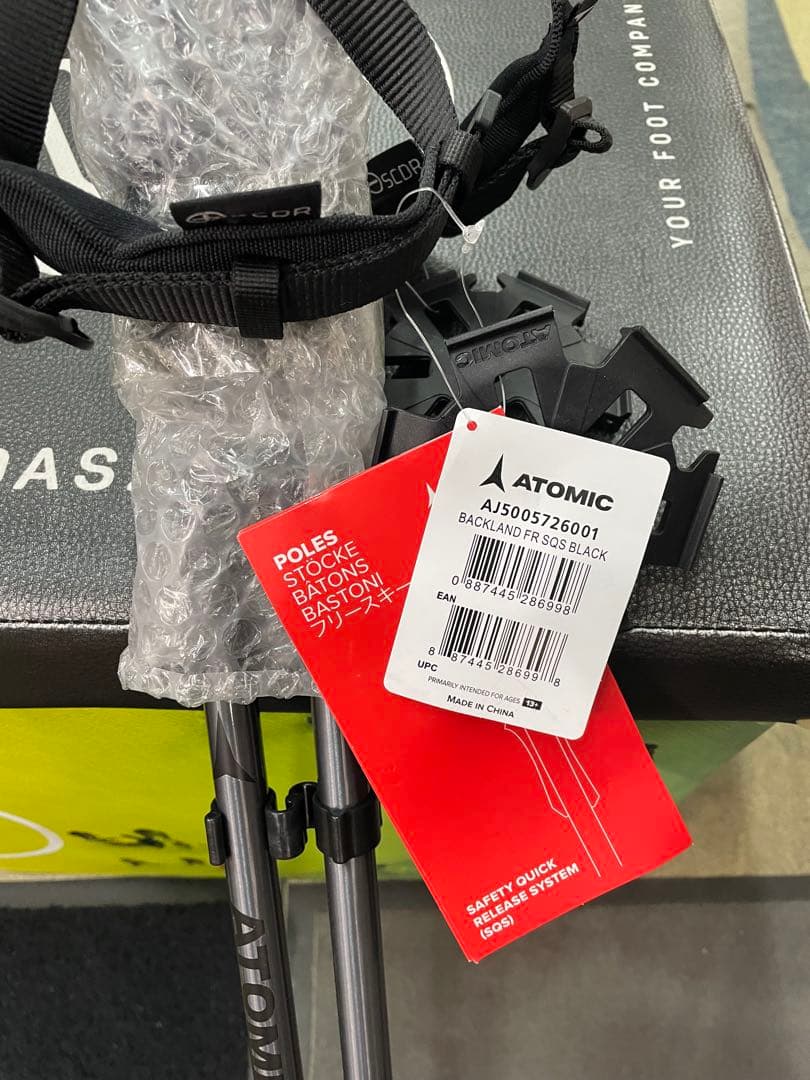 YOUR FOOT COMPAN
SCDR
SCDR
ATOMIC
DAS.
ATOMIC
AJ5005726001
BACKLAND FR SQS BLACK
0 887445 286998
EAN
8 87445 28699 8
UPC
PRIMARILY INTENDED FOR AGES 13+
MADE IN CHINA
POLES
STÖCKE
BÂTONS
BASTONI
フリースキー
SAFETY QUICK
RELEASE SYSTEM
(SQS)
ATOMI